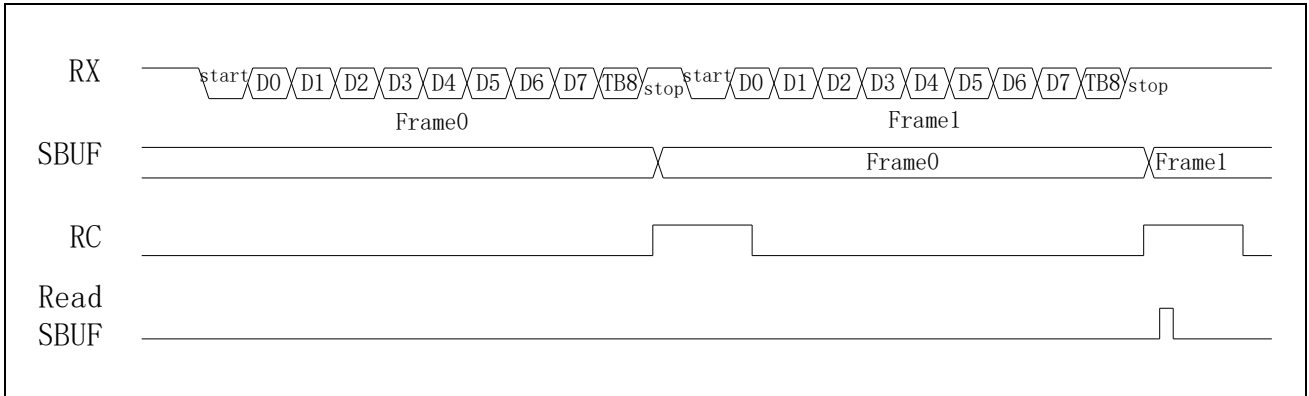 RX start D0 D1 D2 D3 D4 D5 D6 D7 TB8 stop start D0 D1 D2 D3 D4 D5 D6 D7 TB8 stop
Frame0 Frame1
SBUF Frame0 Frame1
RC
Read
SBUF